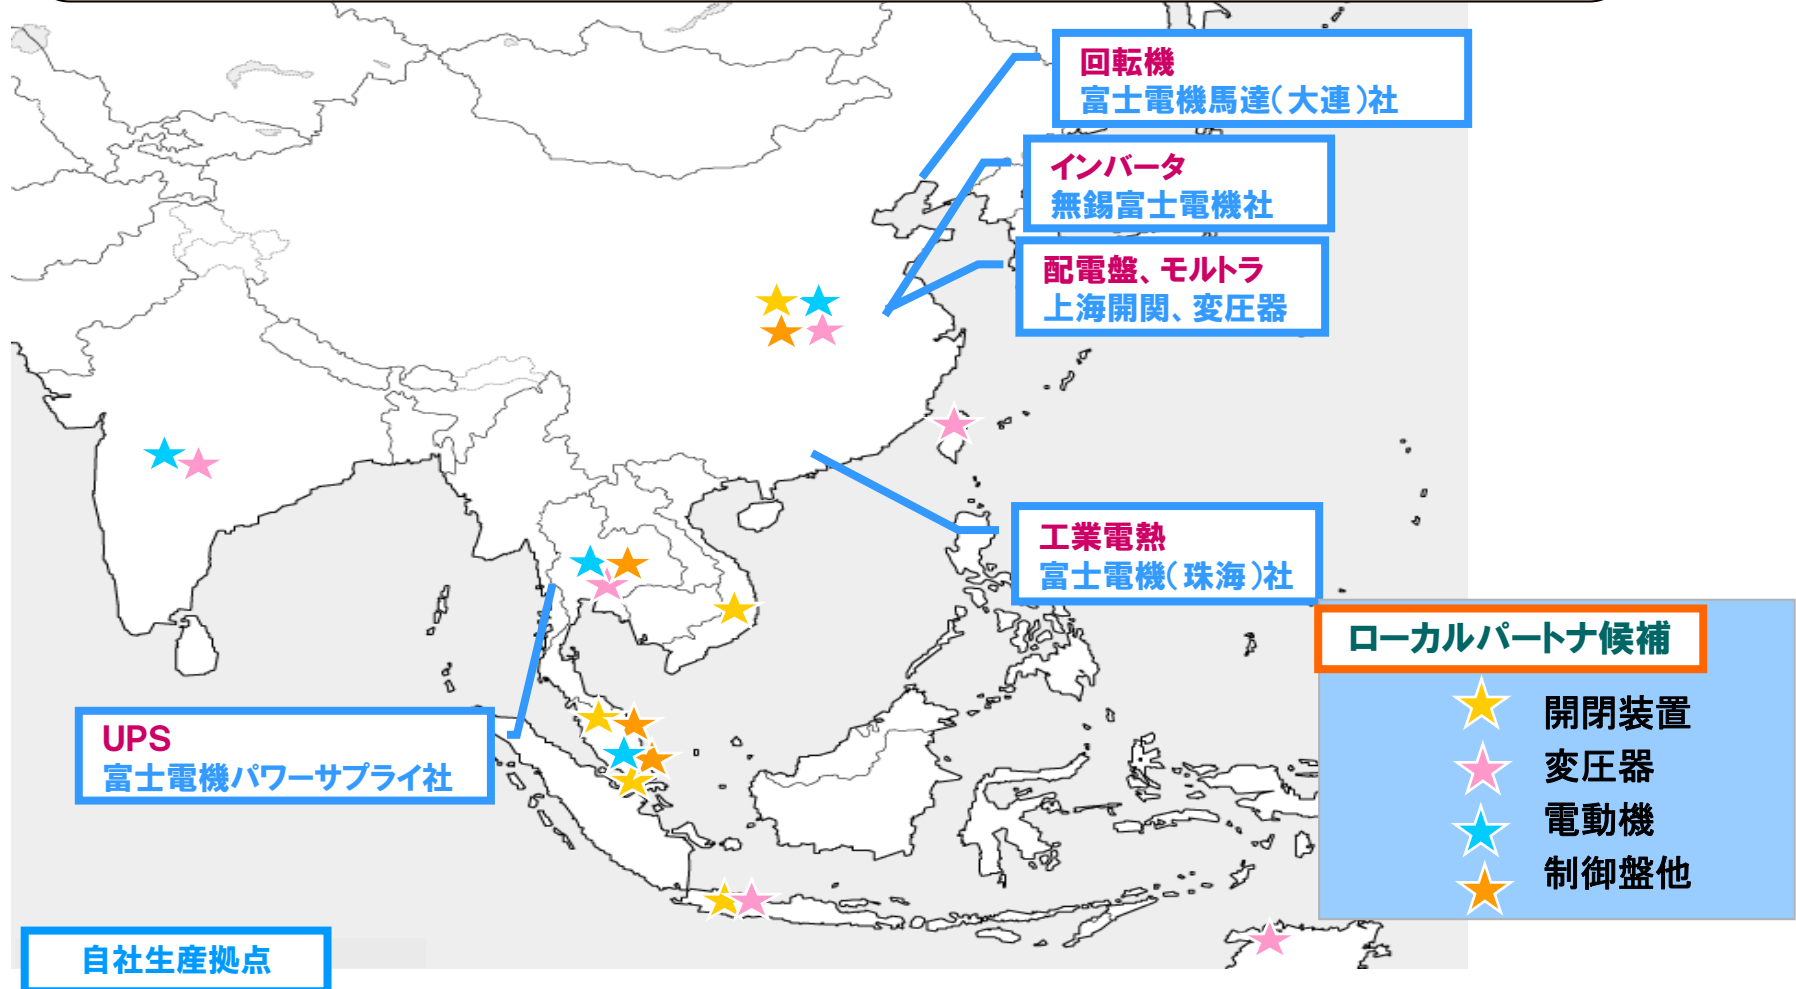 回転機
富士電機馬達(大連)社
インバータ
無錫富士電機社
配電盤、モルトラ
上海開関、変圧器
工業電熱
富士電機(珠海)社
ローカルパートナ候補
開閉装置
変圧器
電動機
制御盤他
UPS
富士電機パワーサプライ社
自社生産拠点